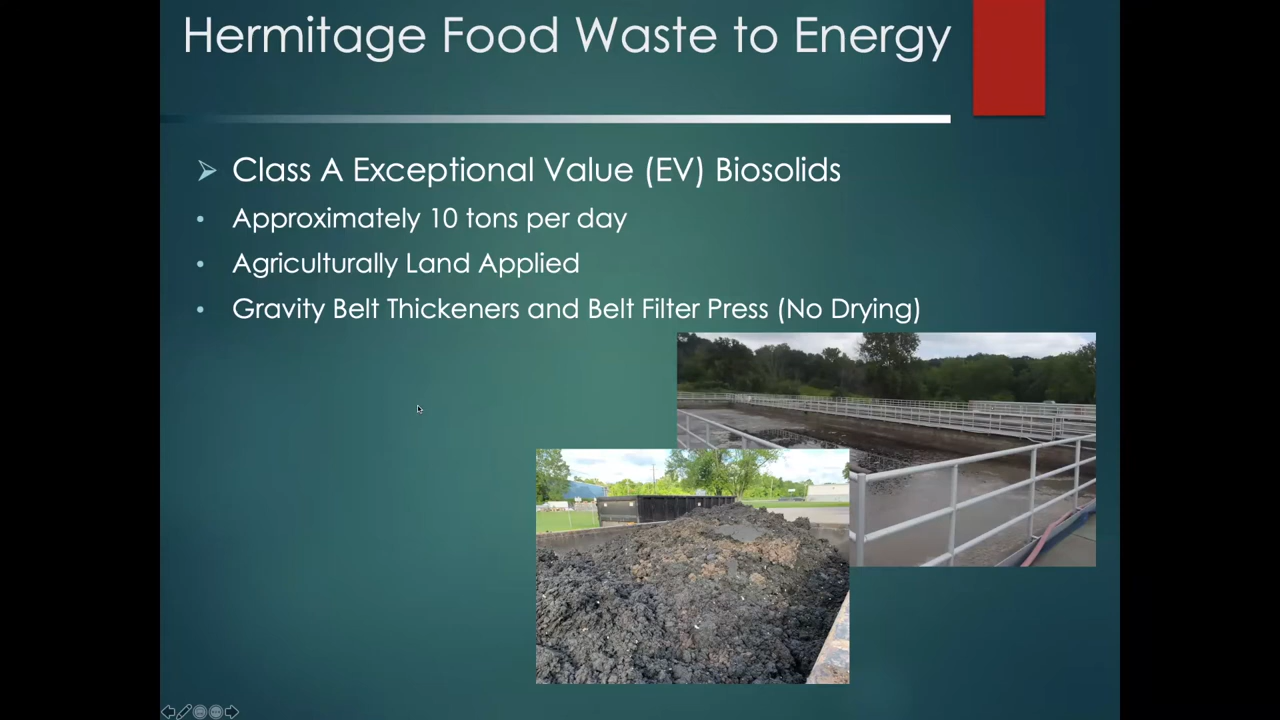 Hermitage Food Waste to Energy
Class A Exceptional Value (EV) Biosolids
Approximately 10 tons per day
Agriculturally Land Applied
Gravity Belt Thickeners and Belt Filter Press (No Drying)